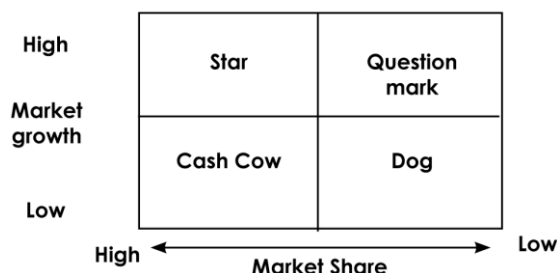 High
Star
Question
mark
Market
growth
Cash Cow
Dog
Low
High
Market Share
Low